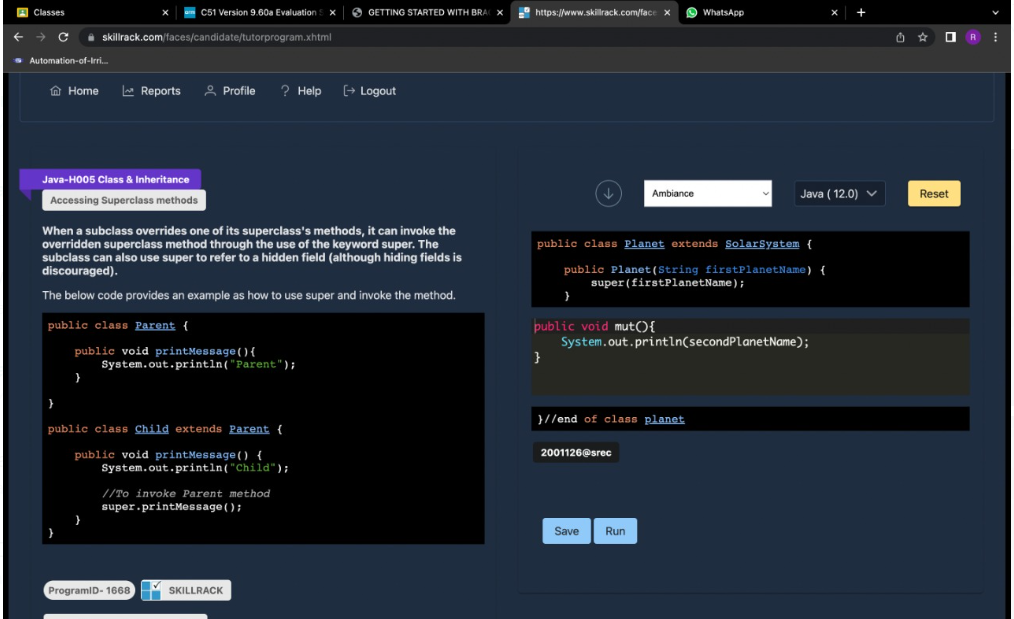 Classes
C51 Version 9.60a Evaluation S
GETTING STARTED WITH BRA
https://www.skillrack.com/face
WhatsApp
skillrack.com/faces/candidate/tutorprogram.xhtml
R
Automation-of-Irri...
Home
Reports
Profile
Help
Logout
Java-H005 Class & Inheritance
Accessing Superclass methods
When a subclass overrides one of its superclass's methods, it can invoke the
overridden superclass method through the use of the keyword super. The
subclass can also use super to refer to a hidden field (although hiding fields is
discouraged).
The below code provides an example as how to use super and invoke the method.
public class Parent {
public void printMessage(){
System.out.println("Parent");
}
}
public class Child extends Parent {
public void printMessage() {
System.out.println("Child");
//To invoke Parent method
super.printMessage();
}
}
ProgramID- 1668
SKILLRACK
Ambiance
Java ( 12.0)
Reset
public class Planet extends SolarSystem {
public Planet(String firstPlanetName) {
super(firstPlanetName);
}
public void mut(){
System.out.println(secondPlanetName);
}
}//end of class planet
2001126@srec
Save
Run